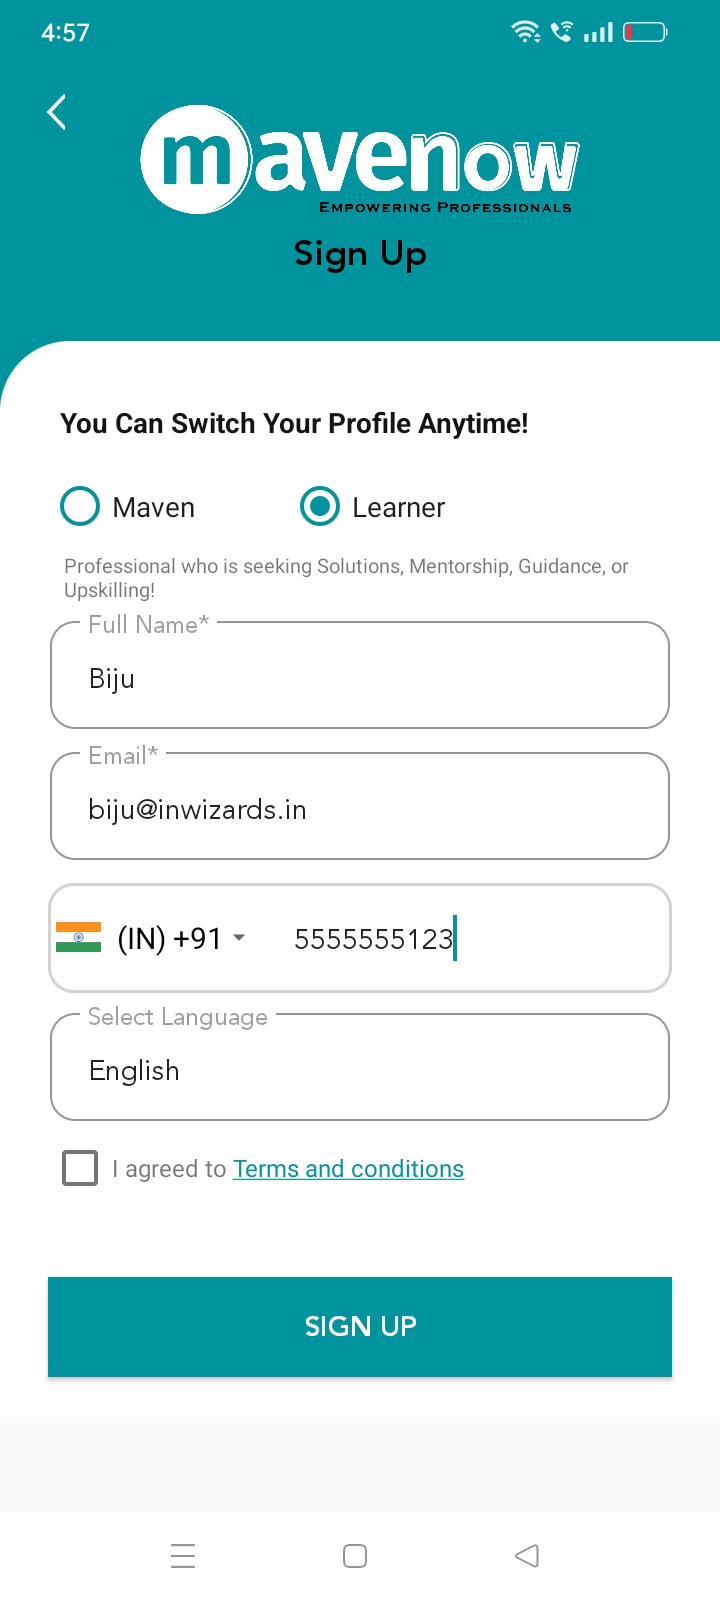 4:57
mavenow
EMPOWERING PROFESSIONALS
Sign Up
You Can Switch Your Profile Anytime!
Maven
Learner
Professional who is seeking Solutions, Mentorship, Guidance, or
Upskilling!
Full Name*
Biju
Email*
biju@inwizards.in
(IN) +91 5555555123
Select Language
English
I agreed to Terms and conditions
SIGN UP